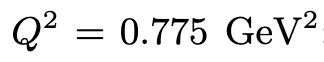 Q² = 0.775 GeV²